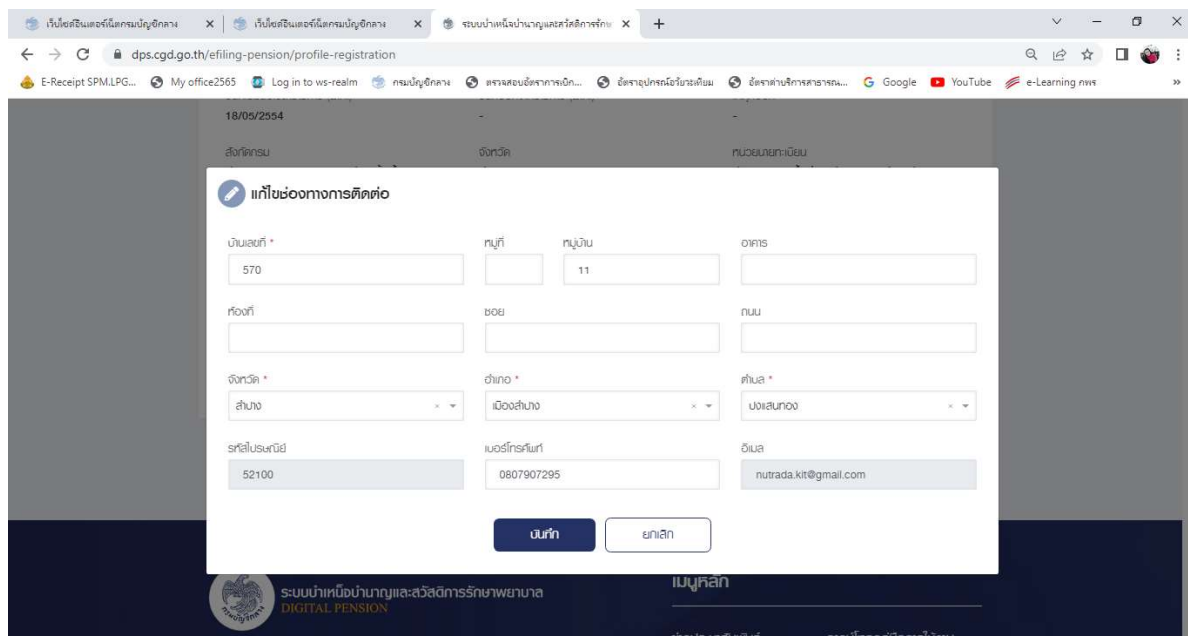 เว็บไซต์อินเตอร์เน็ตกรมบัญชีกลาง × เว็บไซต์อินเตอร์เน็ตกรมบัญชีกลาง × ระบบบำเหน็จบำนาญและสวัสดิการรักษ × +
dps.cgd.go.th/efiling-pension/profile-registration
E-Receipt SPM.LPG... My office2565 Log in to ws-realm กรมบัญชีกลาง ตรวจสอบอัตราการเบิก... อัตราอุปกรณ์อวัยวะเทียม อัตราค่าบริการสาธารณ... Google YouTube e-Learning กพร »
18/05/2554 - -
สังกัดกรม จังหวัด หน่วยนายทะเบียน
แก้ไขช่องทางการติดต่อ
บ้านเลขที่ * หมู่ที่ หมู่บ้าน อาคาร
570 11
ห้องที่ ซอย ถนน
จังหวัด * อำเภอ * ตำบล *
ลำปาง × เมืองลำปาง × ปงแสนทอง ×
รหัสไปรษณีย์ เบอร์โทรศัพท์ อีเมล
52100 0807907295 nutrada.kit@gmail.com
บันทึก ยกเลิก
ระบบบำเหน็จบำนาญและสวัสดิการรักษาพยาบาล เมนูหลัก
DIGITAL PENSION